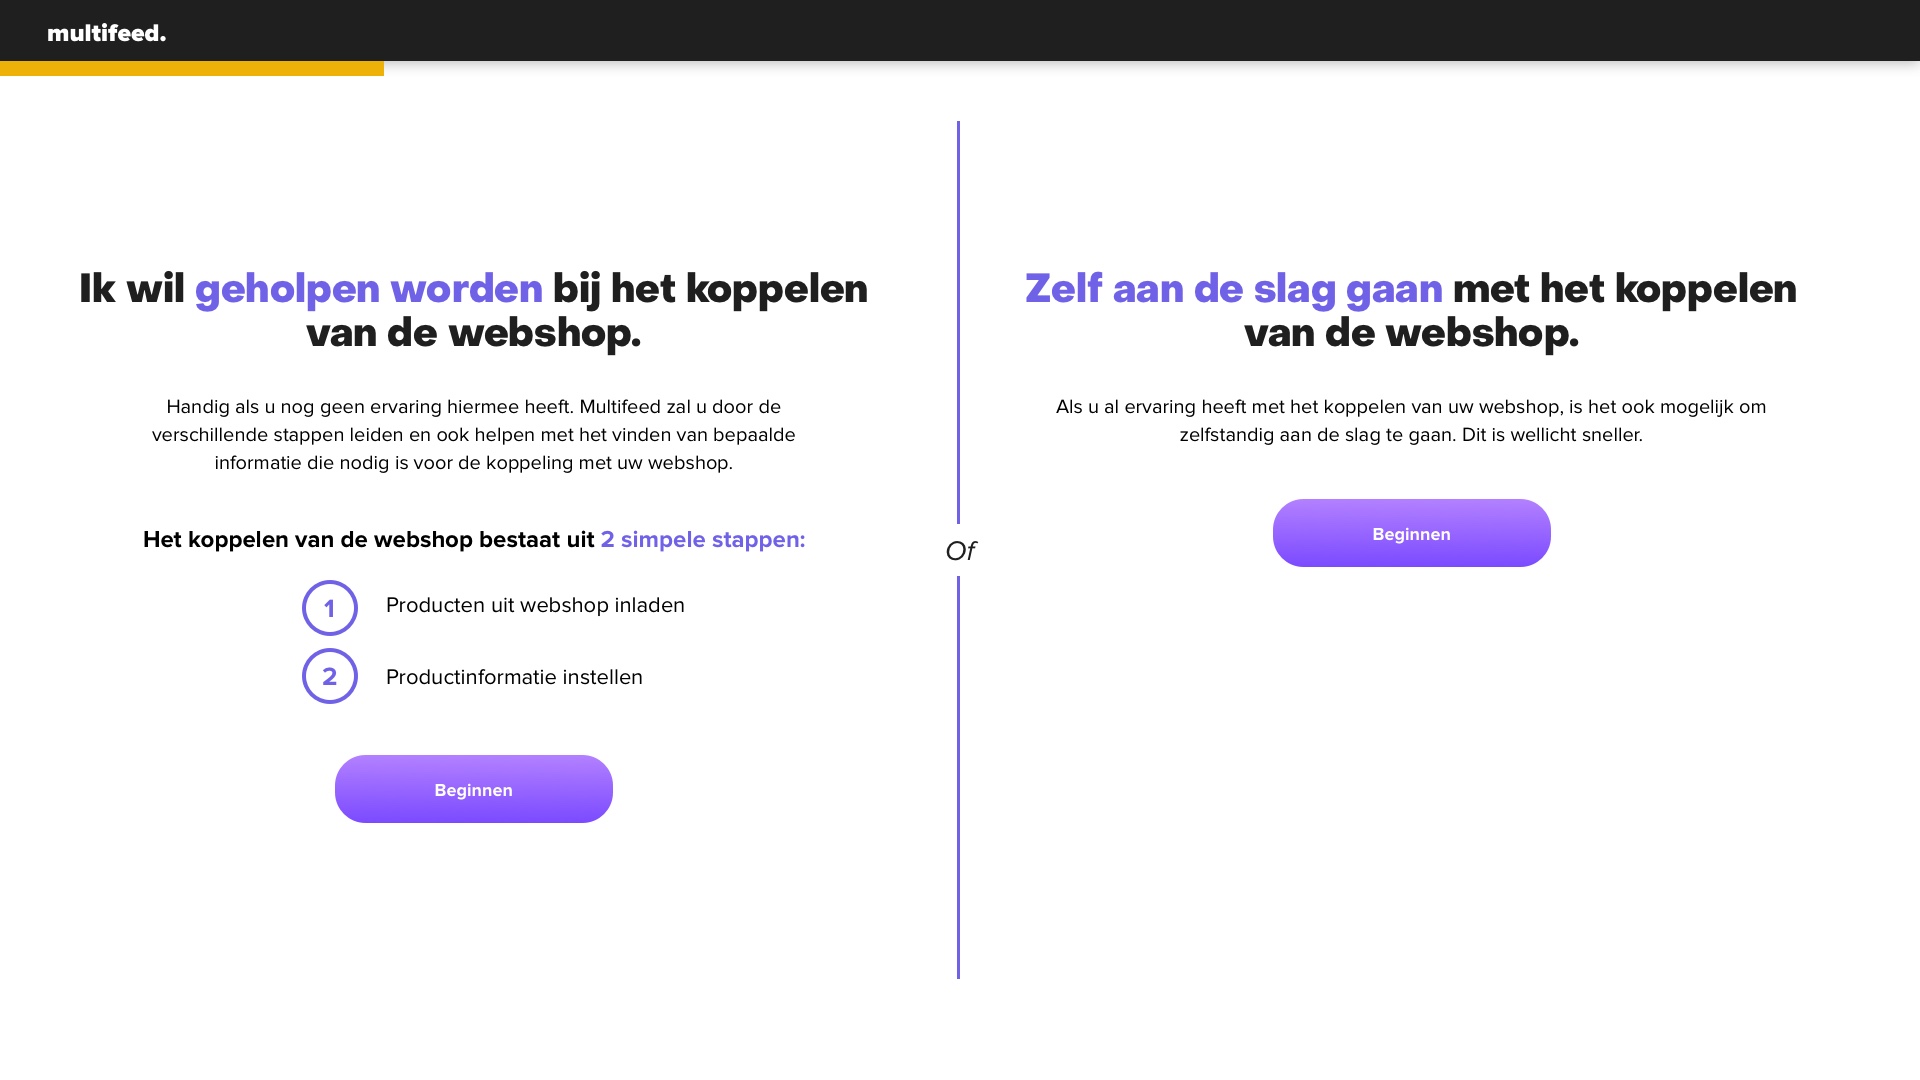 multifeed.
Ik wil geholpen worden bij het koppelen
van de webshop.
Handig als u nog geen ervaring hiermee heeft. Multifeed zal u door de
verschillende stappen leiden en ook helpen met het vinden van bepaalde
informatie die nodig is voor de koppeling met uw webshop.
Het koppelen van de webshop bestaat uit 2 simpele stappen:
1 Producten uit webshop inladen
2 Productinformatie instellen
Beginnen
Of
Zelf aan de slag gaan met het koppelen
van de webshop.
Als u al ervaring heeft met het koppelen van uw webshop, is het ook mogelijk om
zelfstandig aan de slag te gaan. Dit is wellicht sneller.
Beginnen